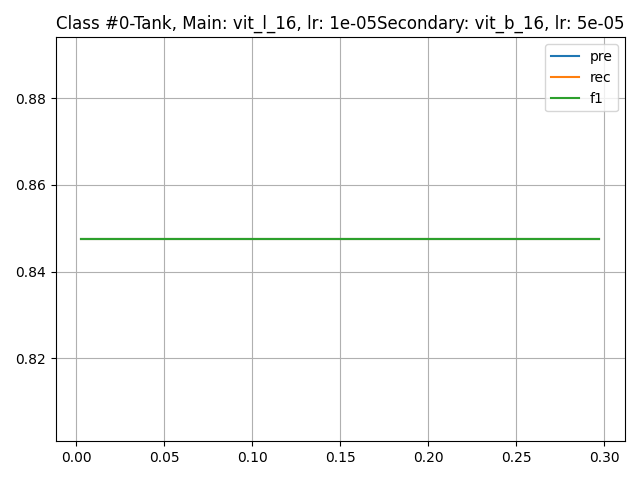 Class #0-Tank, Main: vit_l_16, lr: 1e-05Secondary: vit_b_16, lr: 5e-05
pre
rec
f1
0.88
0.86
0.84
0.82
0.00 0.05 0.10 0.15 0.20 0.25 0.30